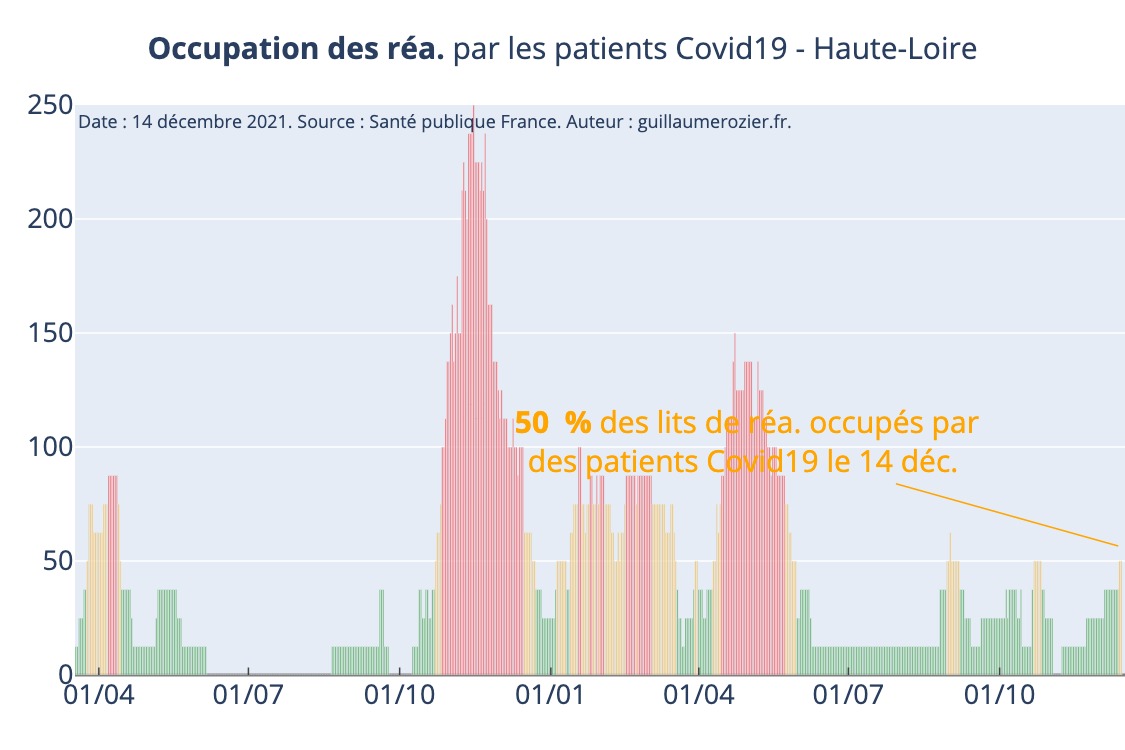 Occupation des réa. par les patients Covid19 - Haute-Loire
250
Date : 14 décembre 2021. Source : Santé publique France. Auteur : guillaumerozier.fr.
200
150
50 % des lits de réa. occupés par
100
des patients Covid19 le 14 déc.
50
0
01/04 01/07 01/10 01/01 01/04 01/07 01/10